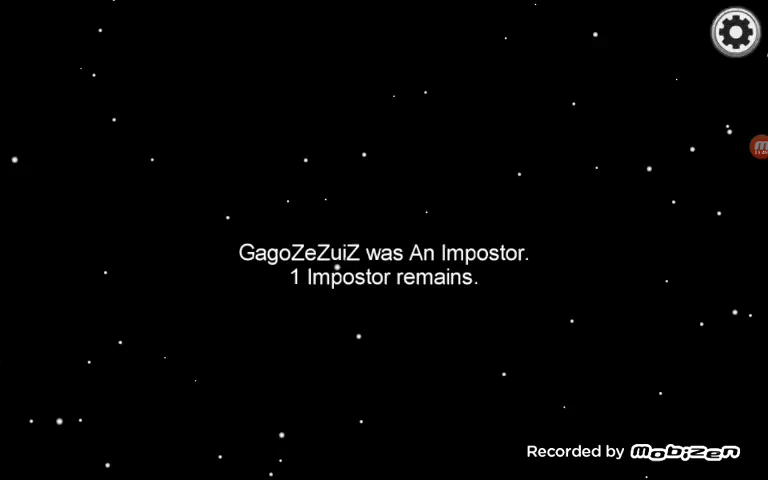 GagoZeZuiZ was An Impostor.
1 Impostor remains.
Recorded by mobizen